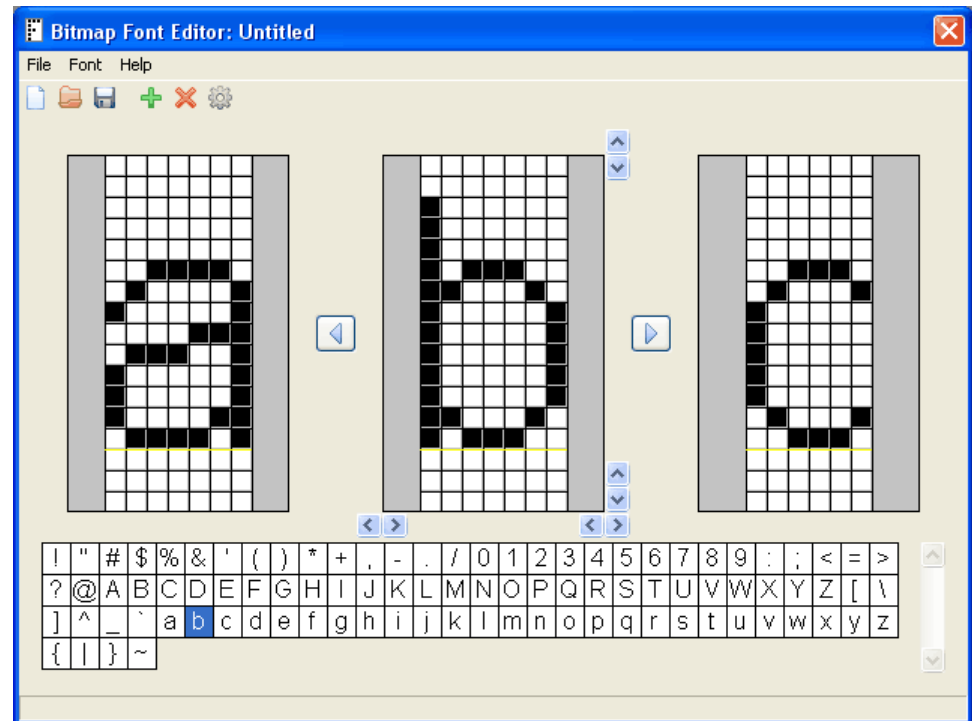 Bitmap Font Editor: Untitled
File Font Help
a b c
! " # $ % & ' ( ) * + , - . / 0 1 2 3 4 5 6 7 8 9 : ; < = >
? @ A B C D E F G H I J K L M N O P Q R S T U V W X Y Z [ \
] ^ _ ` a b c d e f g h i j k l m n o p q r s t u v w x y z
{ | } ~